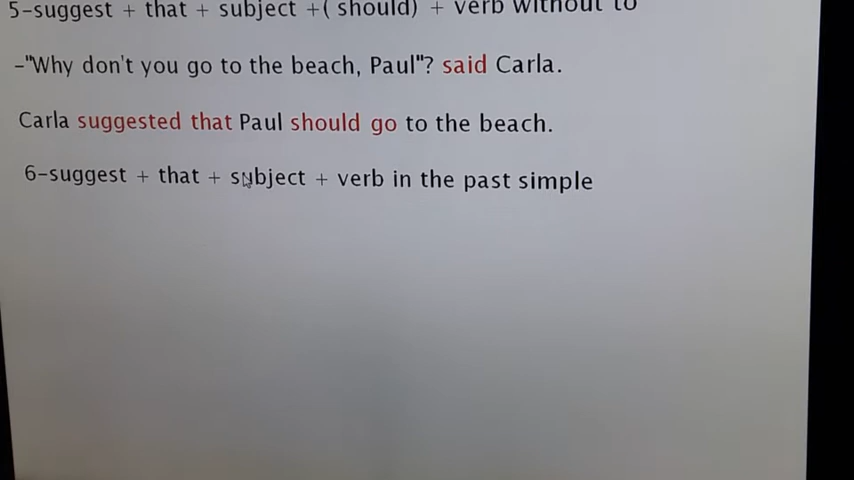 5-suggest + that + subject +( should) + verb without to
-"Why don't you go to the beach, Paul"? said Carla.
Carla suggested that Paul should go to the beach.
6-suggest + that + subject + verb in the past simple